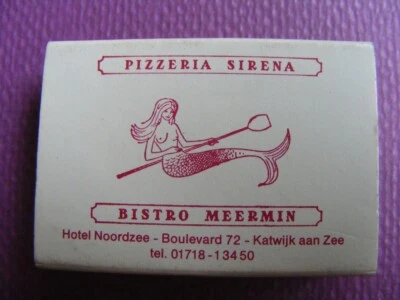 PIZZERIA SIRENA
BISTRO MEERMIN
Hotel Noordzee - Boulevard 72 - Katwijk aan Zee
tel. 01718-13450